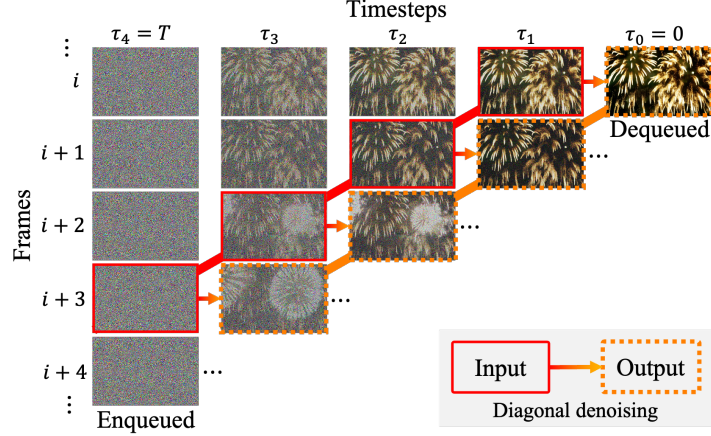 Timesteps
τ₄ = T τ₃ τ₂ τ₁ τ₀ = 0
⋮
i
Dequeued
i + 1 ...
Frames
i + 2 ...
i + 3 ...
i + 4 ...
⋮
Enqueued
Input Output
Diagonal denoising